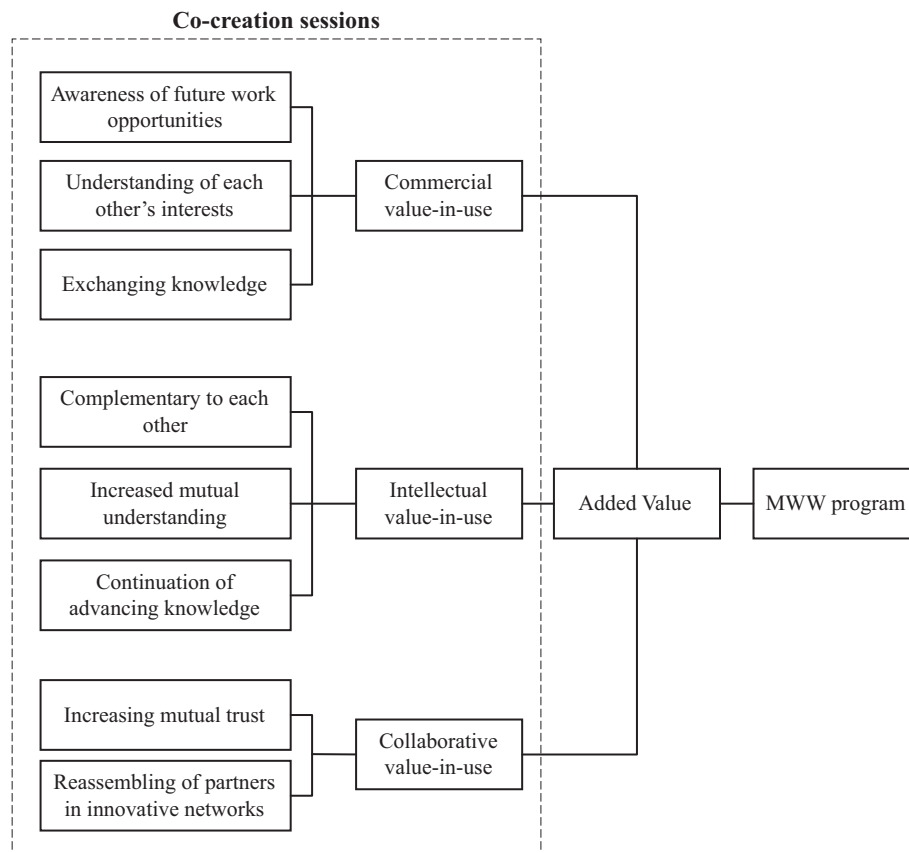 Co-creation sessions
Awareness of future work
opportunities
Understanding of each
other’s interests
Commercial
value-in-use
Exchanging knowledge
Complementary to each
other
Increased mutual
understanding
Intellectual
value-in-use
Added Value
MWW program
Continuation of
advancing knowledge
Increasing mutual trust
Collaborative
value-in-use
Reassembling of partners
in innovative networks